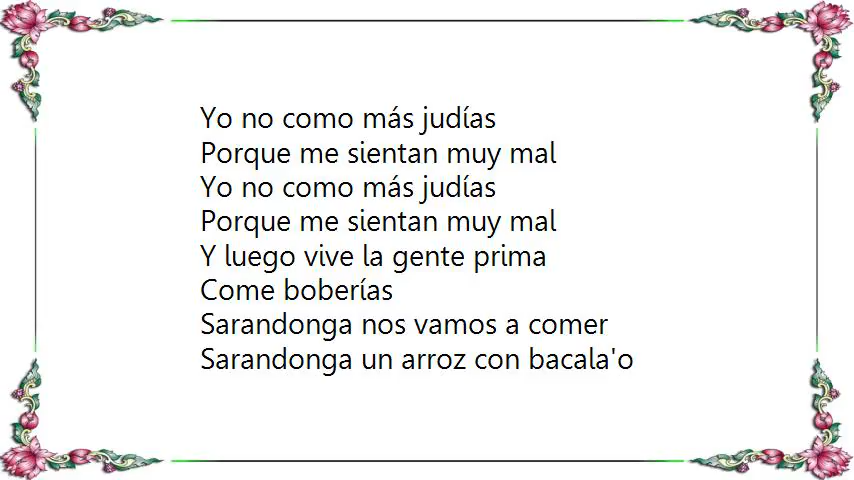 Yo no como más judías
Porque me sientan muy mal
Yo no como más judías
Porque me sientan muy mal
Y luego vive la gente prima
Come boberías
Sarandonga nos vamos a comer
Sarandonga un arroz con bacala'o